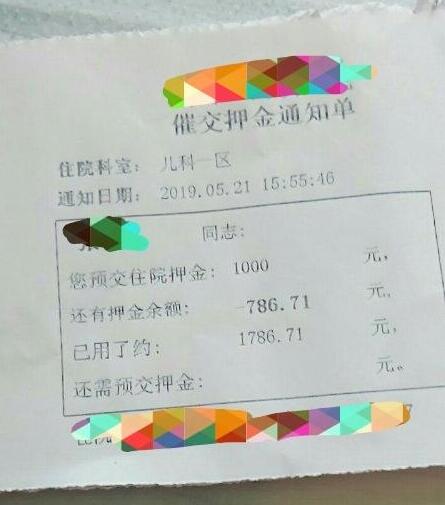 催交押金通知单
住院科室: 儿科一区
通知日期: 2019.05.21 15:55:46
同志:
您预交住院押金: 1000 元,
还有押金余额: -786.71 元,
已用了约: 1786.71 元,
还需预交押金: 元。